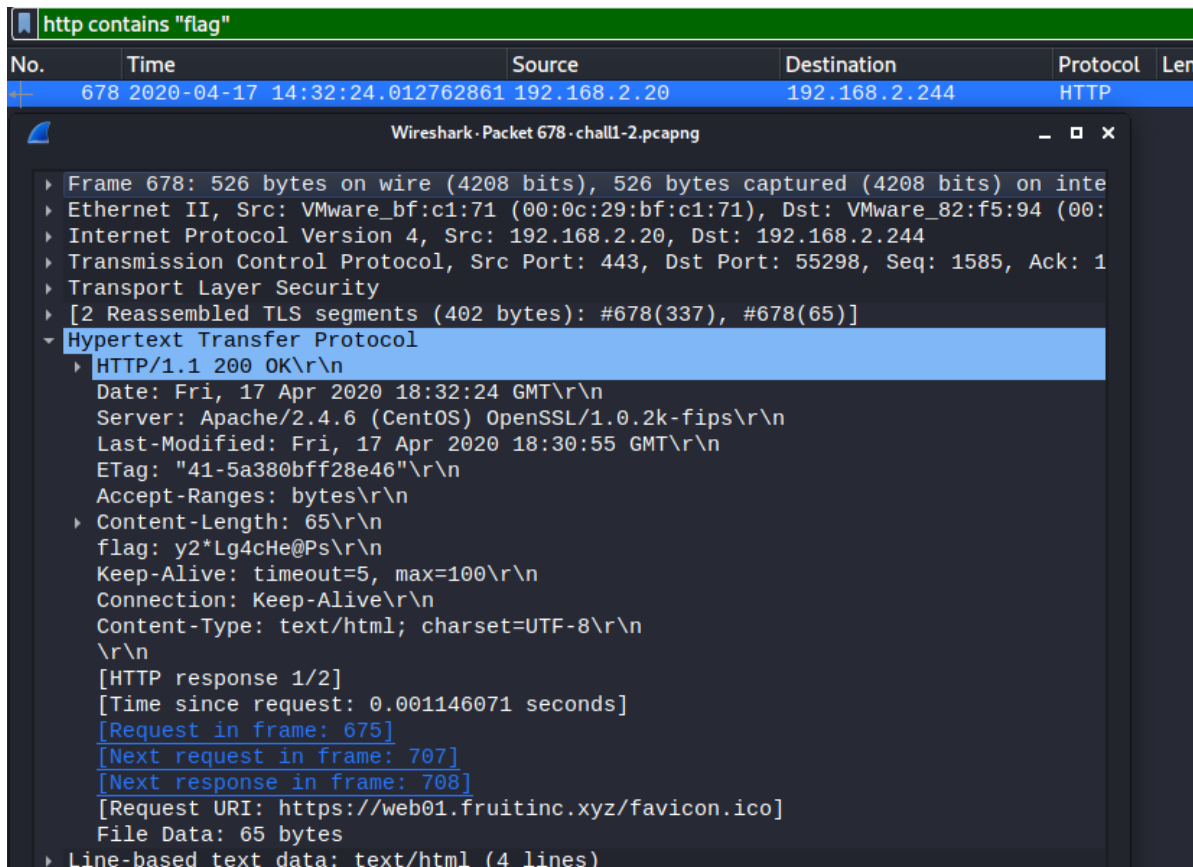 http contains "flag"
No. Time Source Destination Protocol Len
678 2020-04-17 14:32:24.012762861 192.168.2.20 192.168.2.244 HTTP
Wireshark · Packet 678 · chall1-2.pcapng
Frame 678: 526 bytes on wire (4208 bits), 526 bytes captured (4208 bits) on inte
Ethernet II, Src: VMware_bf:c1:71 (00:0c:29:bf:c1:71), Dst: VMware_82:f5:94 (00:
Internet Protocol Version 4, Src: 192.168.2.20, Dst: 192.168.2.244
Transmission Control Protocol, Src Port: 443, Dst Port: 55298, Seq: 1585, Ack: 1
Transport Layer Security
[2 Reassembled TLS segments (402 bytes): #678(337), #678(65)]
Hypertext Transfer Protocol
HTTP/1.1 200 OK\r\n
Date: Fri, 17 Apr 2020 18:32:24 GMT\r\n
Server: Apache/2.4.6 (CentOS) OpenSSL/1.0.2k-fips\r\n
Last-Modified: Fri, 17 Apr 2020 18:30:55 GMT\r\n
ETag: "41-5a380bff28e46"\r\n
Accept-Ranges: bytes\r\n
Content-Length: 65\r\n
flag: y2*Lg4cHe@Ps\r\n
Keep-Alive: timeout=5, max=100\r\n
Connection: Keep-Alive\r\n
Content-Type: text/html; charset=UTF-8\r\n
\r\n
[HTTP response 1/2]
[Time since request: 0.001146071 seconds]
[Request in frame: 675]
[Next request in frame: 707]
[Next response in frame: 708]
[Request URI: https://web01.fruitinc.xyz/favicon.ico]
File Data: 65 bytes
Line-based text data: text/html (4 lines)